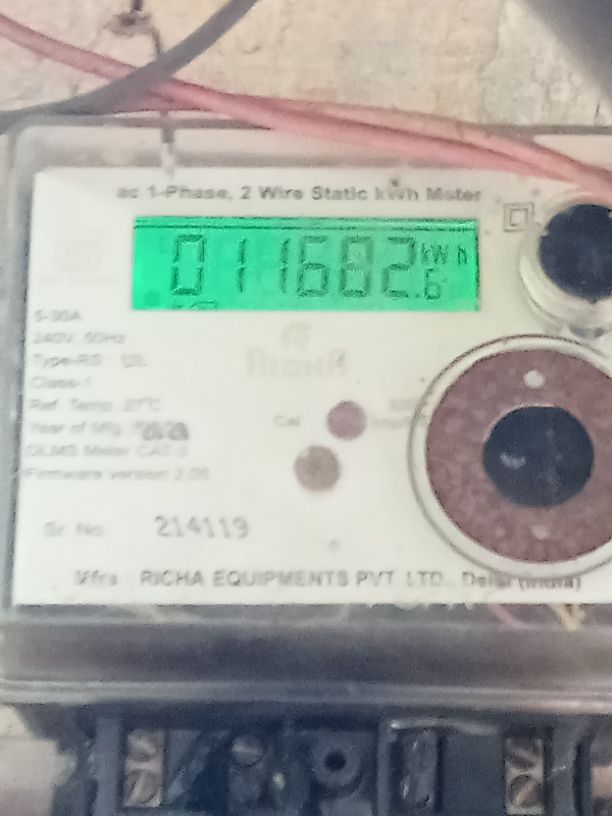 ac 1-Phase, 2 Wire Static kWh Meter
011682.6 kWh
5-30A
240V, 50Hz
Class-1
Ref. Temp. 27°C
RICHA
Cal
Year of Mfg.
DLMS Meter CAT-
Firmware version 2.00
Sr. No. 214119
Mfrs RICHA EQUIPMENTS PVT. LTD., Delhi (India)